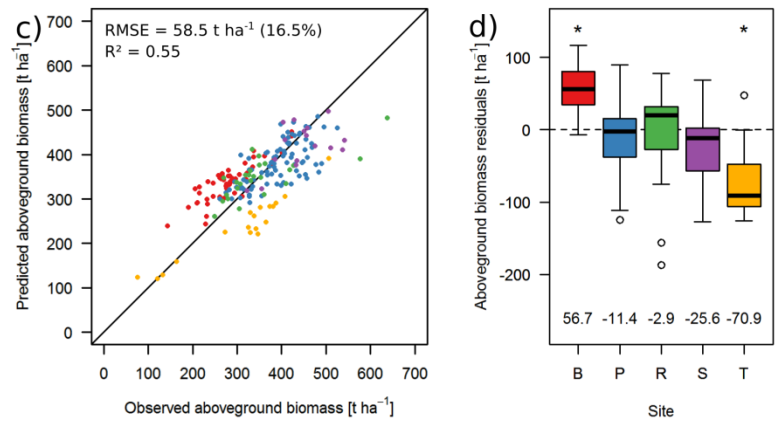 c)
RMSE = 58.5 t ha⁻¹ (16.5%)
R² = 0.55
Predicted aboveground biomass [t ha⁻¹]
700
600
500
400
300
200
100
0
0 100 200 300 400 500 600 700
Observed aboveground biomass [t ha⁻¹]
d)
Aboveground biomass residuals [t ha⁻¹]
100
0
-100
-200
* *
56.7 -11.4 -2.9 -25.6 -70.9
B P R S T
Site